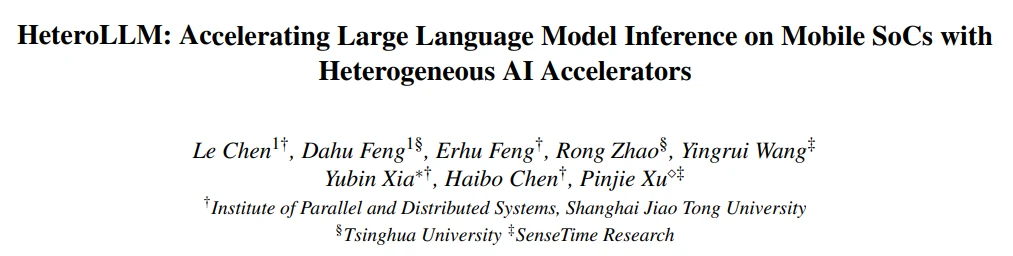 HeteroLLM: Accelerating Large Language Model Inference on Mobile SoCs with
Heterogeneous AI Accelerators
Le Chen¹†, Dahu Feng¹§, Erhu Feng†, Rong Zhao§, Yingrui Wang‡
Yubin Xia*†, Haibo Chen†, Pinjie Xu⋄‡
†Institute of Parallel and Distributed Systems, Shanghai Jiao Tong University
§Tsinghua University ‡SenseTime Research